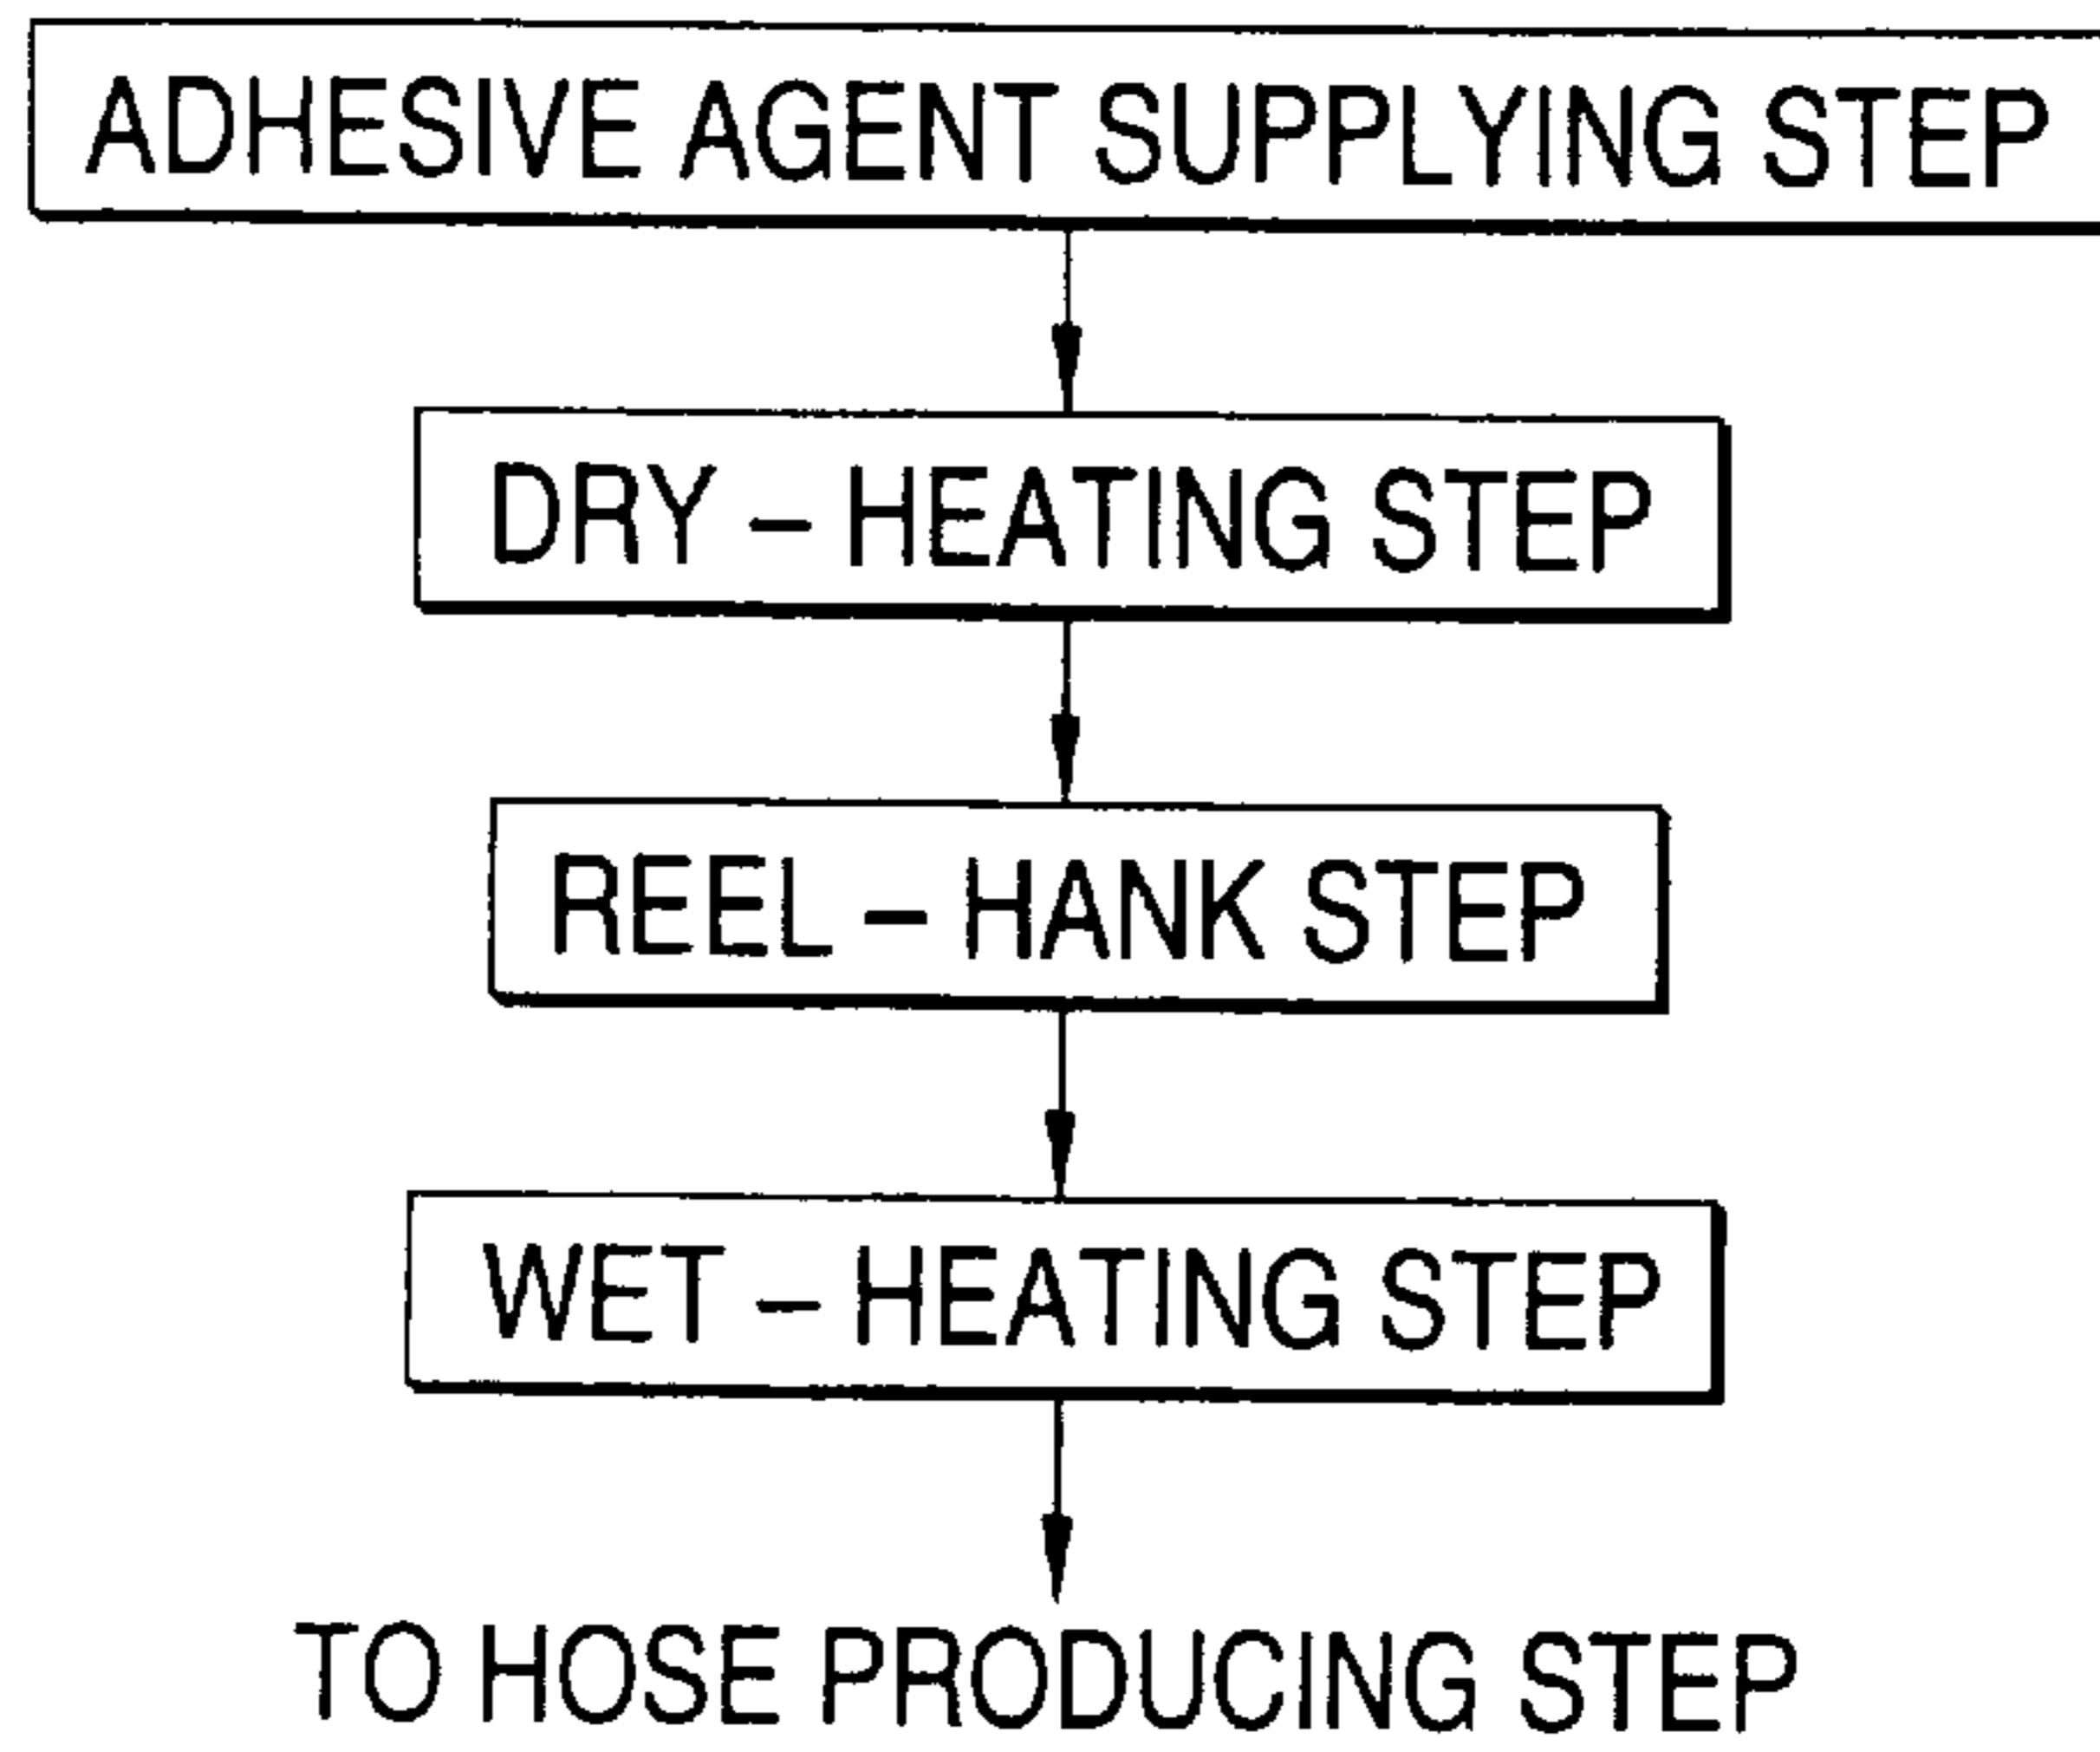 ADHESIVE AGENT SUPPLYING STEP
DRY – HEATING STEP
REEL – HANK STEP
WET – HEATING STEP
TO HOSE PRODUCING STEP